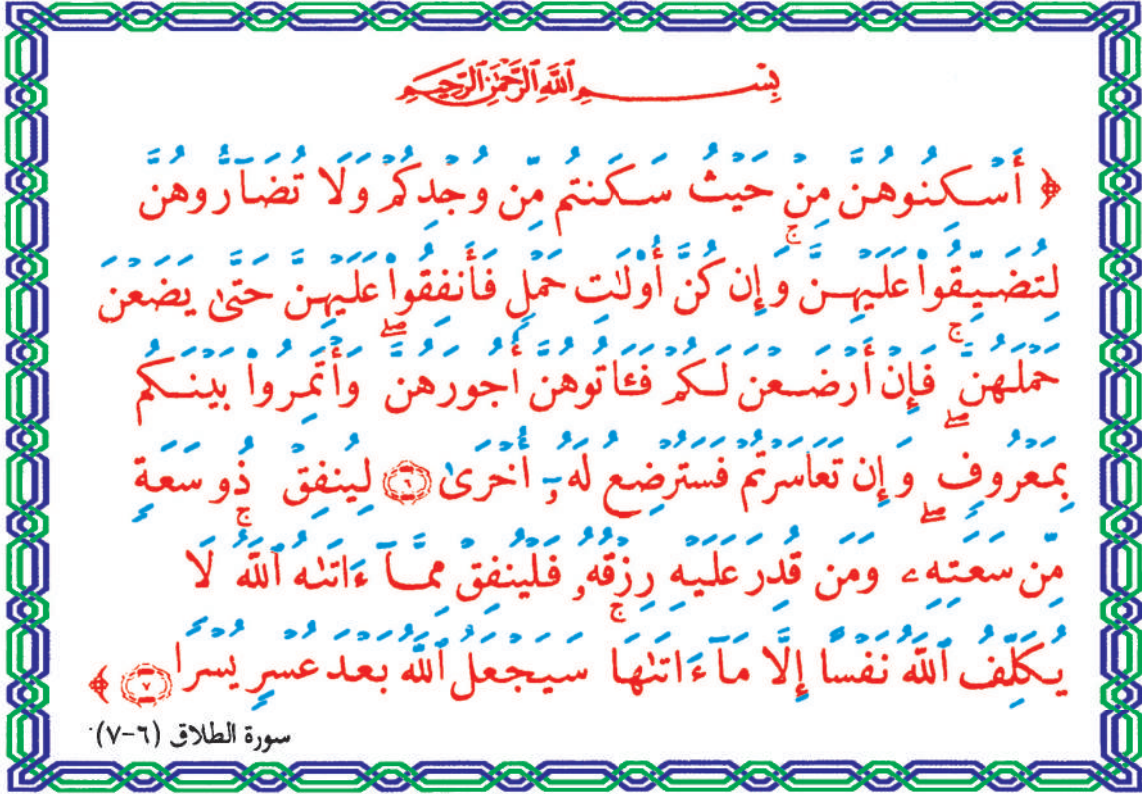 بِسْمِ ٱللَّهِ ٱلرَّحْمَٰنِ ٱلرَّحِيمِ
﴿ أَسْكِنُوهُنَّ مِنْ حَيْثُ سَكَنتُم مِّن وُجْدِكُمْ وَلَا تُضَآرُّوهُنَّ
لِتُضَيِّقُوا۟ عَلَيْهِنَّ ۚ وَإِن كُنَّ أُو۟لَٰتِ حَمْلٍ فَأَنفِقُوا۟ عَلَيْهِنَّ حَتَّىٰ يَضَعْنَ
حَمْلَهُنَّ ۚ فَإِنْ أَرْضَعْنَ لَكُمْ فَـَٔاتُوهُنَّ أُجُورَهُنَّ ۖ وَأْتَمِرُوا۟ بَيْنَكُم
بِمَعْرُوفٍ ۖ وَإِن تَعَاسَرْتُمْ فَسَتُرْضِعُ لَهُۥٓ أُخْرَىٰ ۝٦ لِيُنفِقْ ذُو سَعَةٍ
مِّن سَعَتِهِۦ ۖ وَمَن قُدِرَ عَلَيْهِ رِزْقُهُۥ فَلْيُنفِقْ مِمَّآ ءَاتَىٰهُ ٱللَّهُ ۚ لَا
يُكَلِّفُ ٱللَّهُ نَفْسًا إِلَّا مَآ ءَاتَىٰهَا ۚ سَيَجْعَلُ ٱللَّهُ بَعْدَ عُسْرٍ يُسْرًا ۝٧ ﴾
سورة الطلاق (٦-٧)